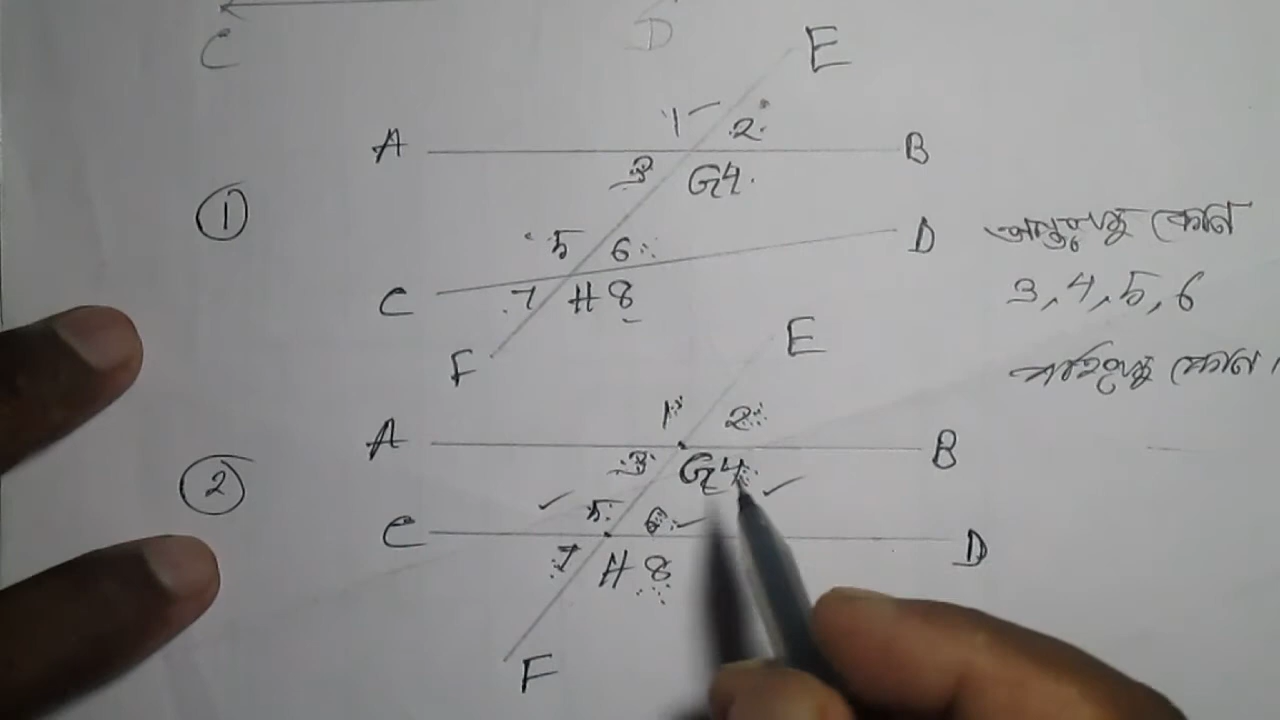 C D
E
1 2
A B
3 G 4
①
5 6 D
C 7 H 8
F
অন্তঃস্থ কোণ
3, 4, 5, 6
বহিঃস্থ কোণ।
E
1 2
A B
3 G 4
②
5 6
C D
7 H 8
F